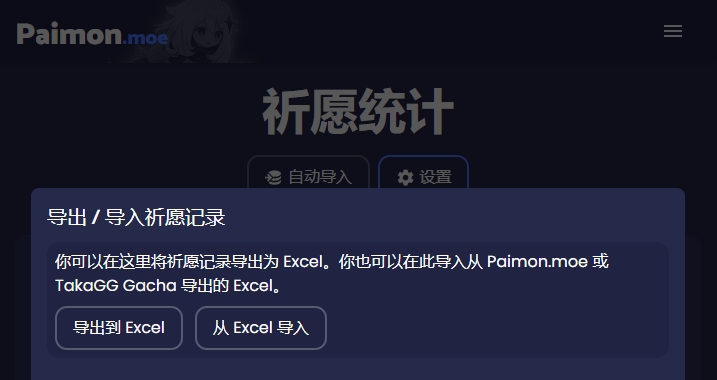 Paimon.moe
祈愿统计
自动导入 设置
导出 / 导入祈愿记录
你可以在这里将祈愿记录导出为 Excel。你也可以在此导入从 Paimon.moe 或
TakaGG Gacha 导出的 Excel。
导出到 Excel 从 Excel 导入